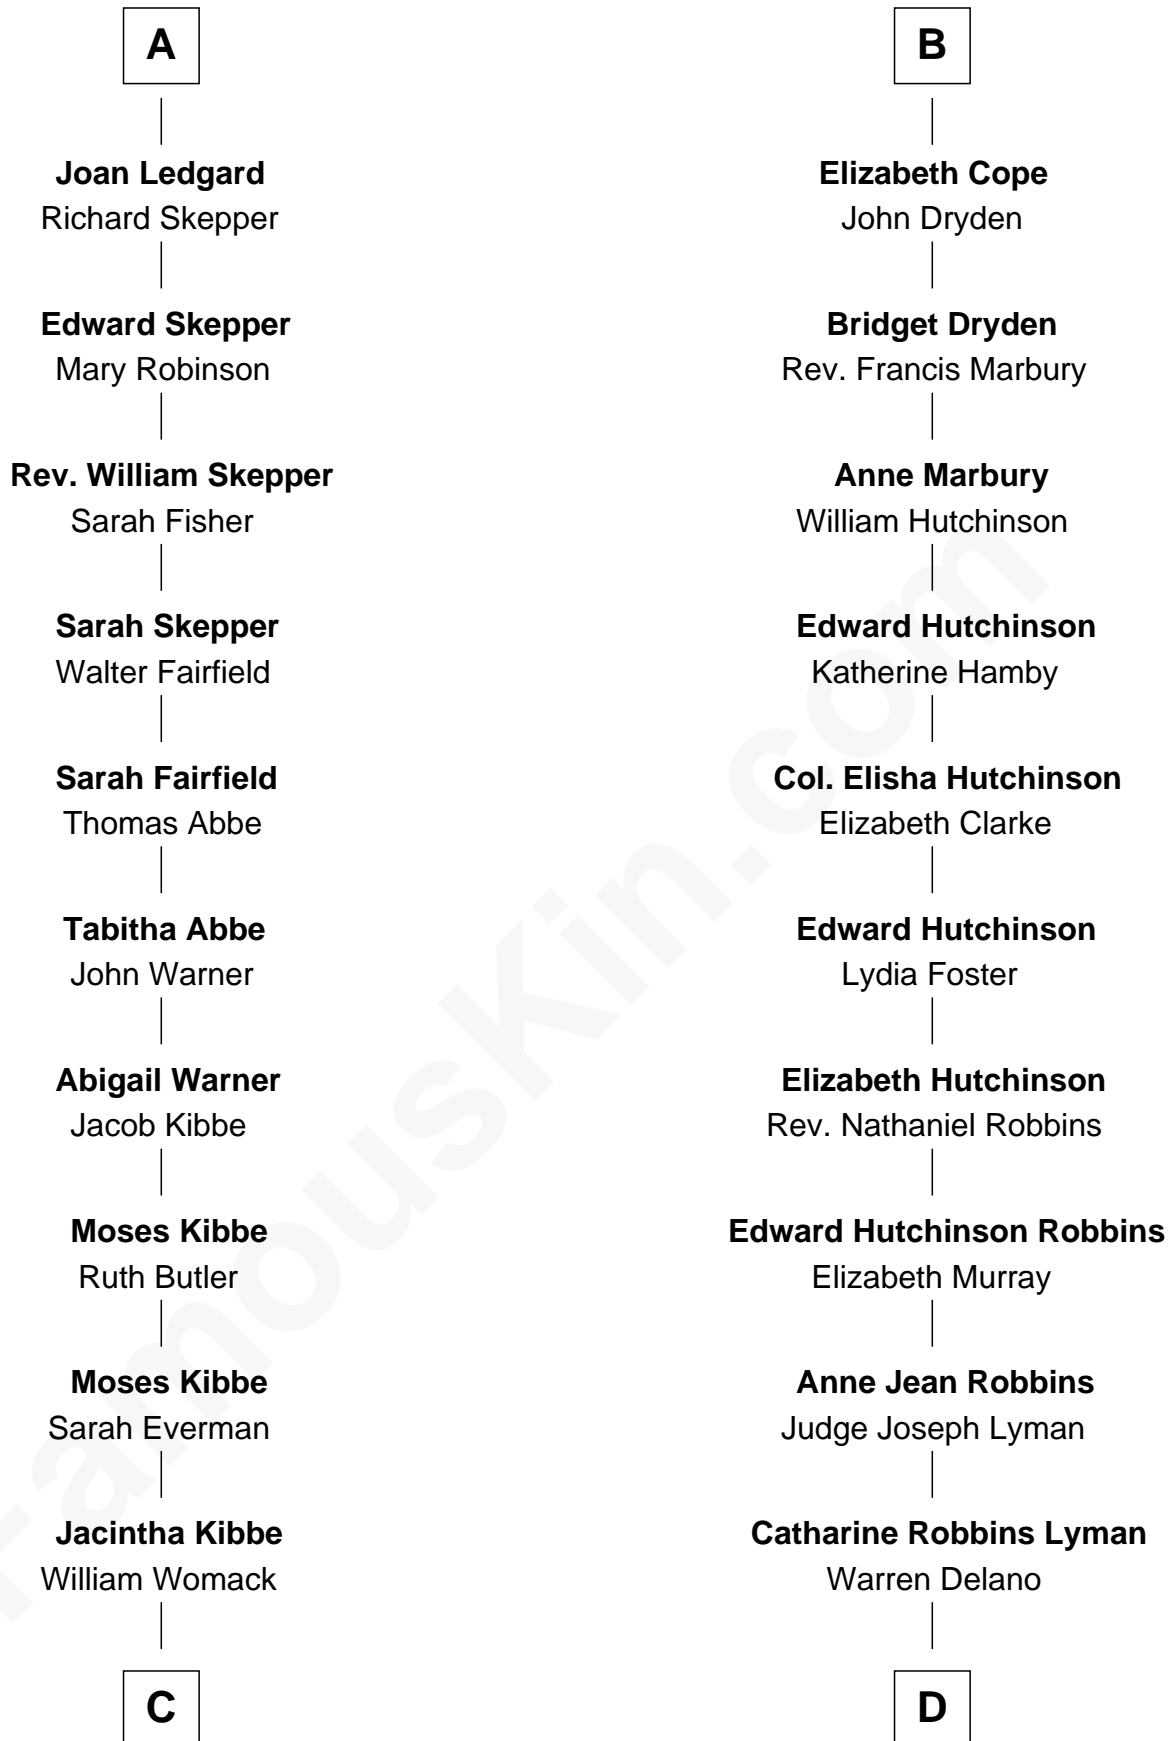 A
Joan Ledgard
Richard Skepper
Edward Skepper
Mary Robinson
Rev. William Skepper
Sarah Fisher
Sarah Skepper
Walter Fairfield
Sarah Fairfield
Thomas Abbe
Tabitha Abbe
John Warner
Abigail Warner
Jacob Kibbe
Moses Kibbe
Ruth Butler
Moses Kibbe
Sarah Everman
Jacintha Kibbe
William Womack
C
B
Elizabeth Cope
John Dryden
Bridget Dryden
Rev. Francis Marbury
Anne Marbury
William Hutchinson
Edward Hutchinson
Katherine Hamby
Col. Elisha Hutchinson
Elizabeth Clarke
Edward Hutchinson
Lydia Foster
Elizabeth Hutchinson
Rev. Nathaniel Robbins
Edward Hutchinson Robbins
Elizabeth Murray
Anne Jean Robbins
Judge Joseph Lyman
Catharine Robbins Lyman
Warren Delano
D
FamousKin.com